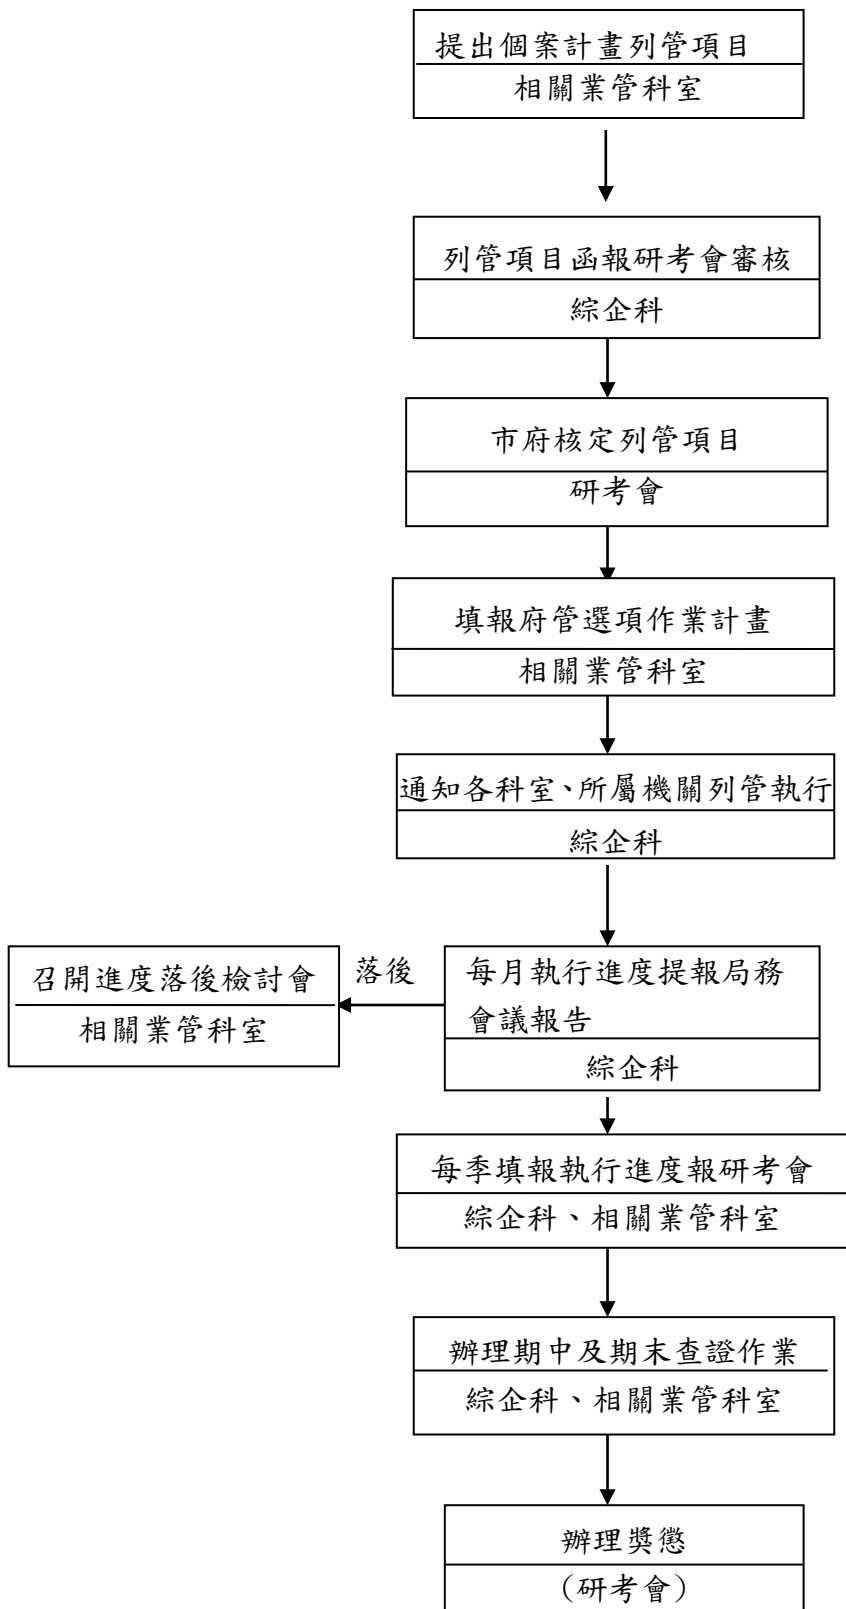 提出個案計畫列管項目
相關業管科室
列管項目函報研考會審核
綜企科
市府核定列管項目
研考會
填報府管選項作業計畫
相關業管科室
通知各科室、所屬機關列管執行
綜企科
召開進度落後檢討會
相關業管科室
落後
每月執行進度提報局務
會議報告
綜企科
每季填報執行進度報研考會
綜企科、相關業管科室
辦理期中及期末查證作業
綜企科、相關業管科室
辦理獎懲
(研考會)